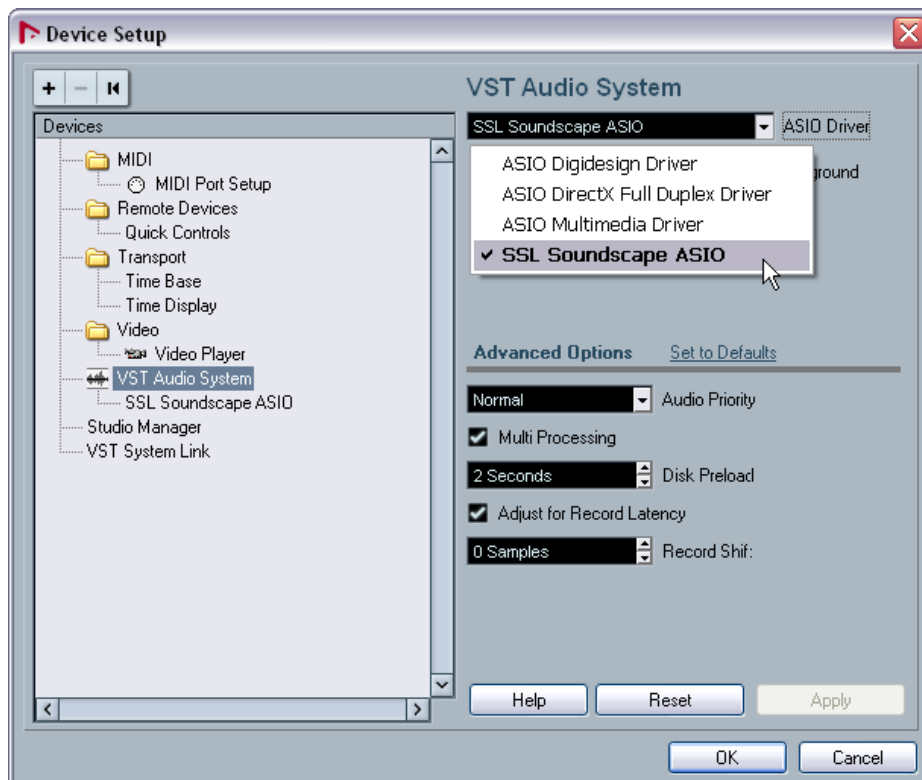 Device Setup
VST Audio System
Devices
SSL Soundscape ASIO
ASIO Driver
ASIO Digidesign Driver
ASIO DirectX Full Duplex Driver
ASIO Multimedia Driver
SSL Soundscape ASIO
ground
MIDI
MIDI Port Setup
Remote Devices
Quick Controls
Transport
Time Base
Time Display
Video
Video Player
VST Audio System
SSL Soundscape ASIO
Studio Manager
VST System Link
Advanced Options Set to Defaults
Normal Audio Priority
Multi Processing
2 Seconds Disk Preload
Adjust for Record Latency
0 Samples Record Shif:
Help Reset Apply
OK Cancel